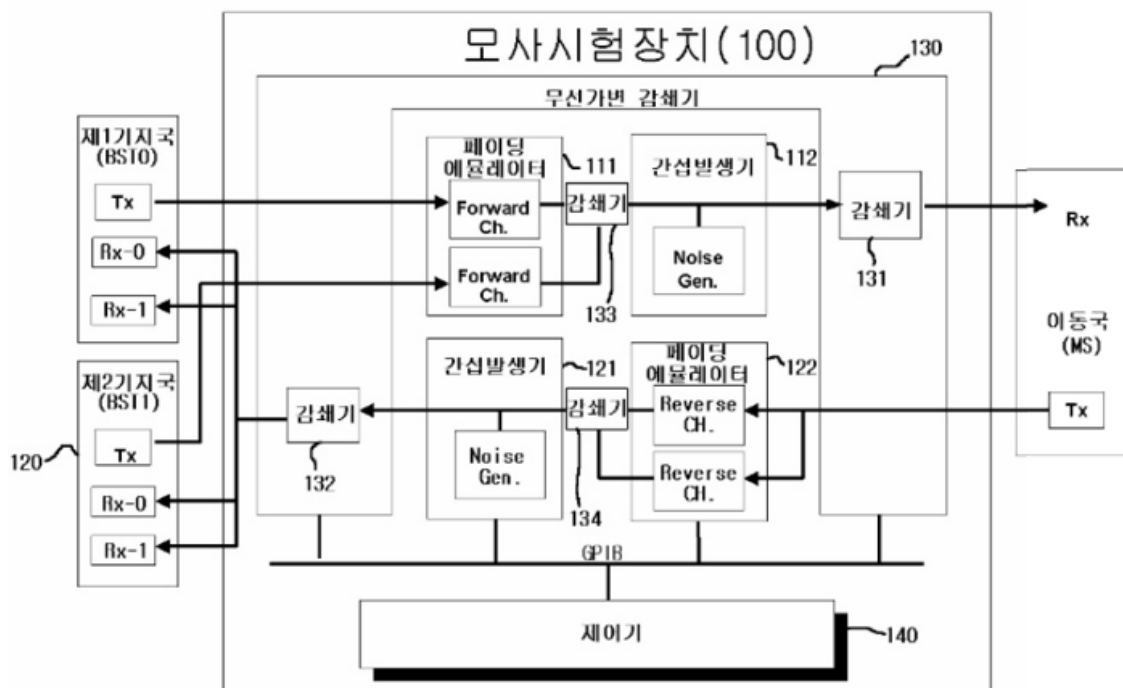 모사시험장치(100)
130
무선가변 감쇄기
제1기지국
(BST0)
Tx
Rx-0
Rx-1
페이딩
에뮬레이터
111
Forward
Ch.
Forward
Ch.
감쇄기
133
간섭발생기
112
Noise
Gen.
감쇄기
131
Rx
이동국
(MS)
Tx
제2기지국
(BST1)
120
Tx
Rx-0
Rx-1
감쇄기
132
간섭발생기
121
Noise
Gen.
감쇄기
134
페이딩
에뮬레이터
122
Reverse
CH.
Reverse
CH.
GPIB
제어기
140